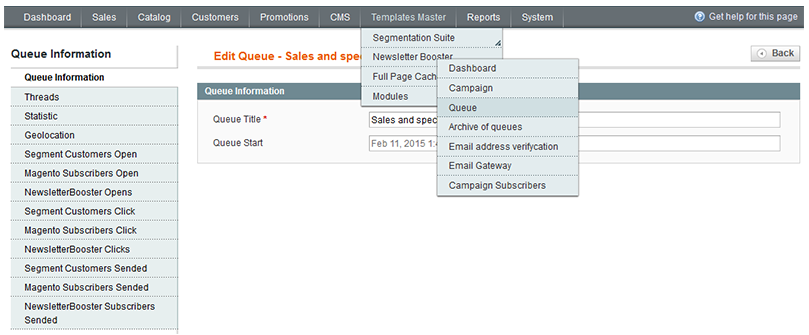 Dashboard Sales Catalog Customers Promotions CMS Templates Master Reports System Get help for this page
Queue Information
Queue Information
Threads
Statistic
Geolocation
Segment Customers Open
Magento Subscribers Open
NewsletterBooster Opens
Segment Customers Click
Magento Subscribers Click
NewsletterBooster Clicks
Segment Customers Sended
Magento Subscribers Sended
NewsletterBooster Subscribers
Sended
Edit Queue - Sales and spec
Back
Queue Information
Queue Title * Sales and spec
Queue Start Feb 11, 2015 1:4
Segmentation Suite
Newsletter Booster
Full Page Cach
Modules
Dashboard
Campaign
Queue
Archive of queues
Email address verifycation
Email Gateway
Campaign Subscribers